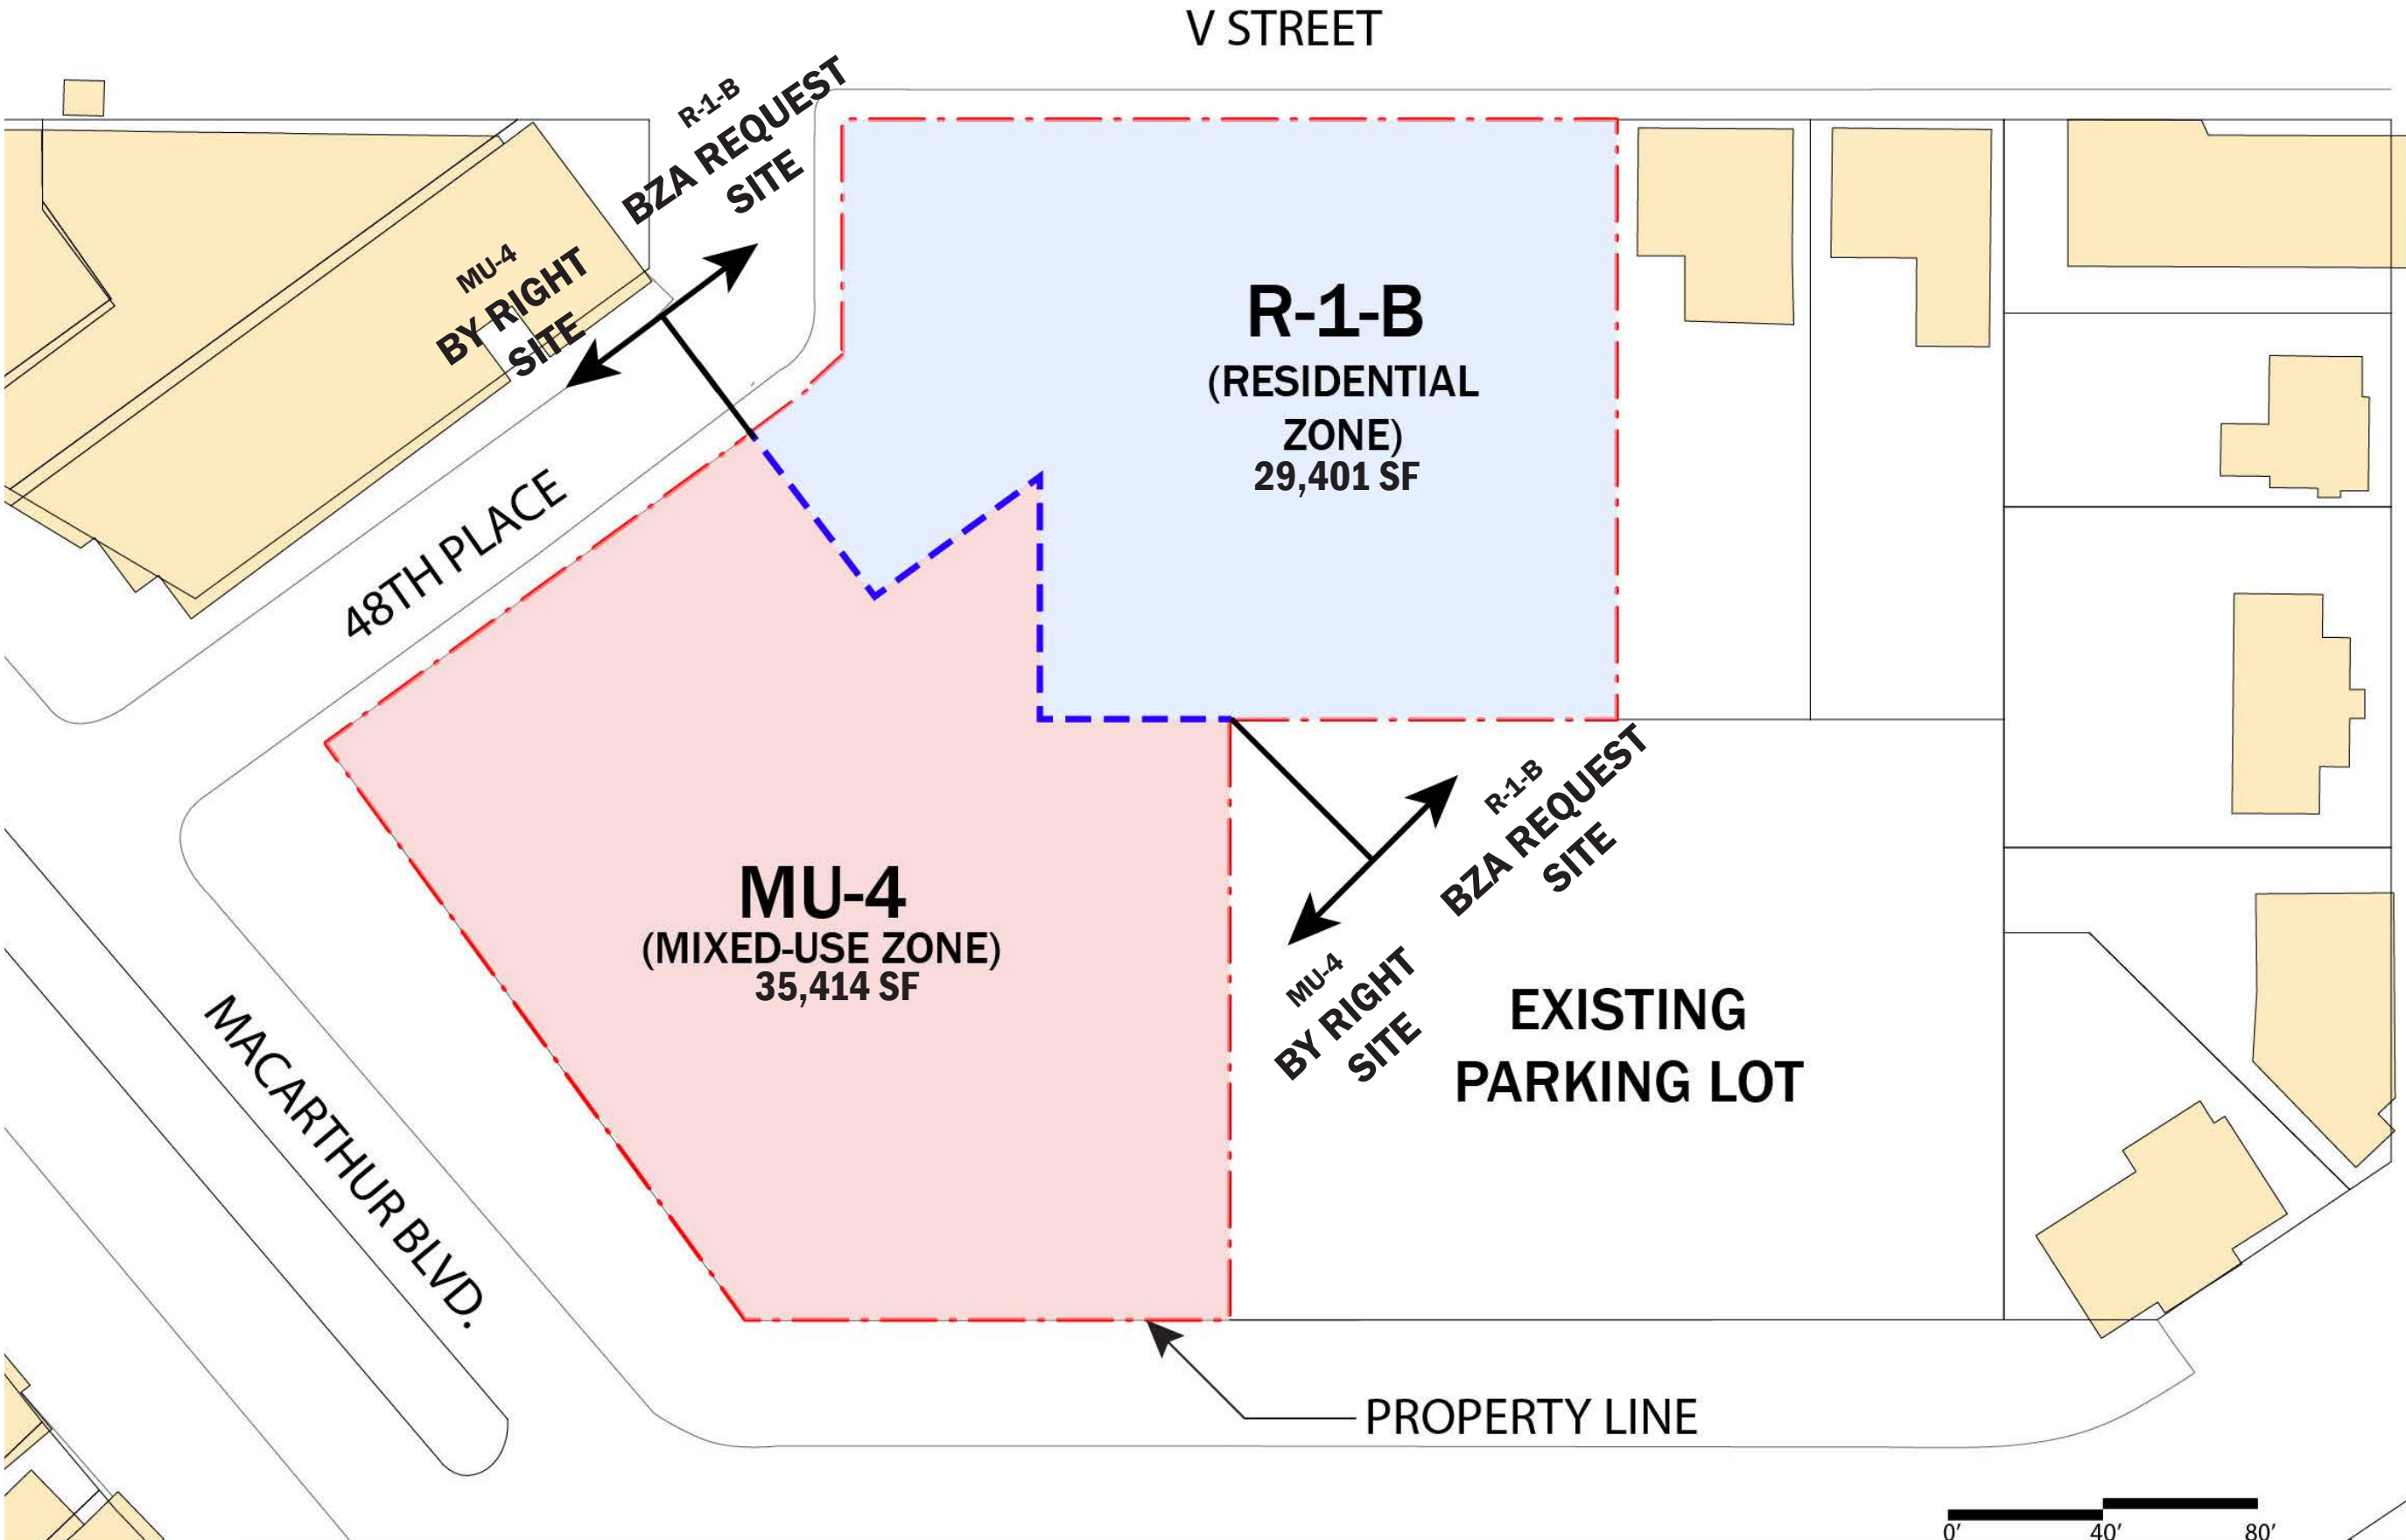 V STREET
R-1-B
BZA REQUEST
SITE
MU-4
BY RIGHT
SITE
R-1-B
(RESIDENTIAL
ZONE)
29,401 SF
48TH PLACE
R-1-B
BZA REQUEST
SITE
MU-4
(MIXED-USE ZONE)
35,414 SF
MU-4
BY RIGHT
SITE
EXISTING
PARKING LOT
MACARTHUR BLVD.
PROPERTY LINE
0' 40' 80'